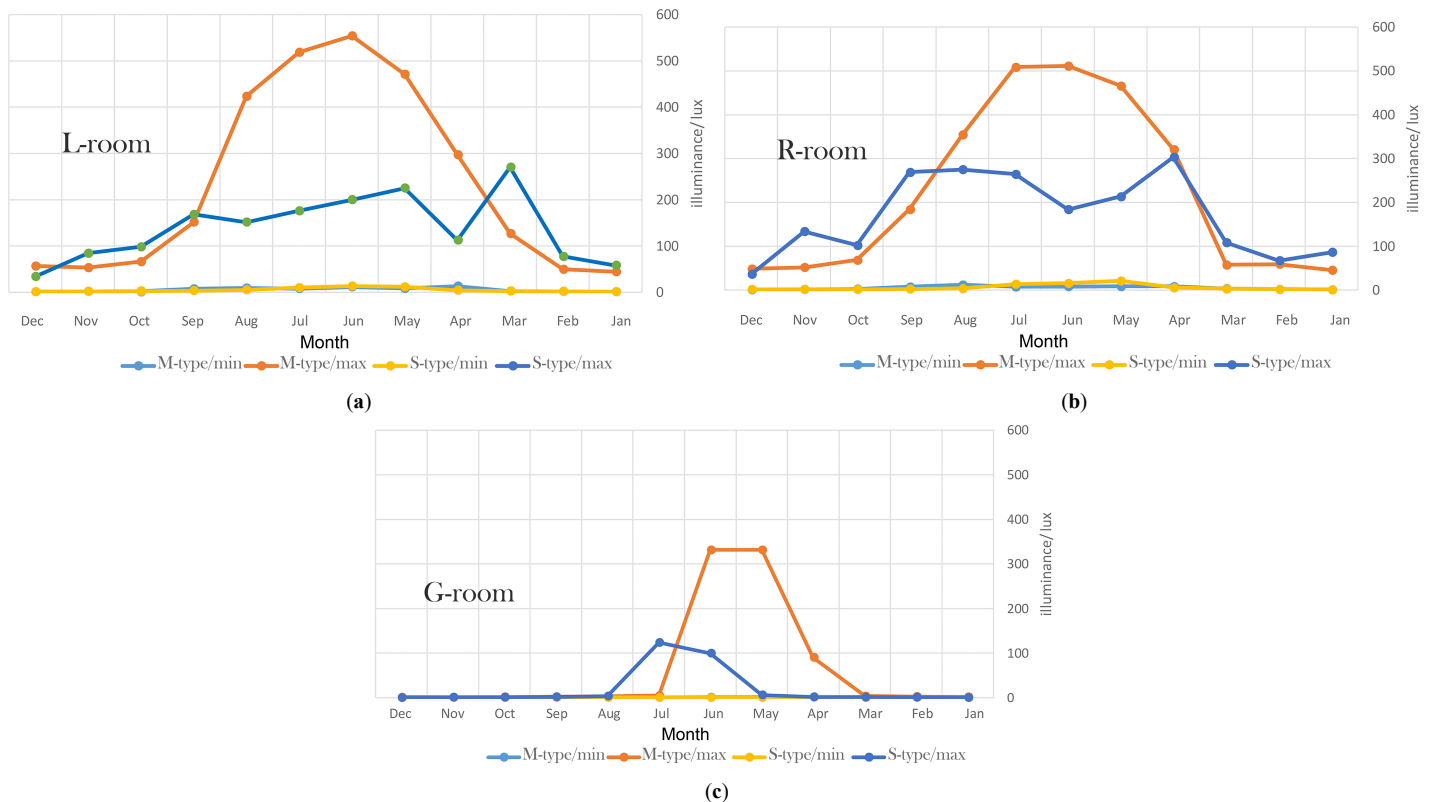 L-room
600
500
400
300
200
100
0
illuminance/ lux
Dec Nov Oct Sep Aug Jul Jun May Apr Mar Feb Jan
Month
M-type/min M-type/max S-type/min S-type/max
(a)
R-room
600
500
400
300
200
100
0
illuminance/ lux
Dec Nov Oct Sep Aug Jul Jun May Apr Mar Feb Jan
Month
M-type/min M-type/max S-type/min S-type/max
(b)
G-room
600
500
400
300
200
100
0
illuminance/ lux
Dec Nov Oct Sep Aug Jul Jun May Apr Mar Feb Jan
Month
M-type/min M-type/max S-type/min S-type/max
(c)